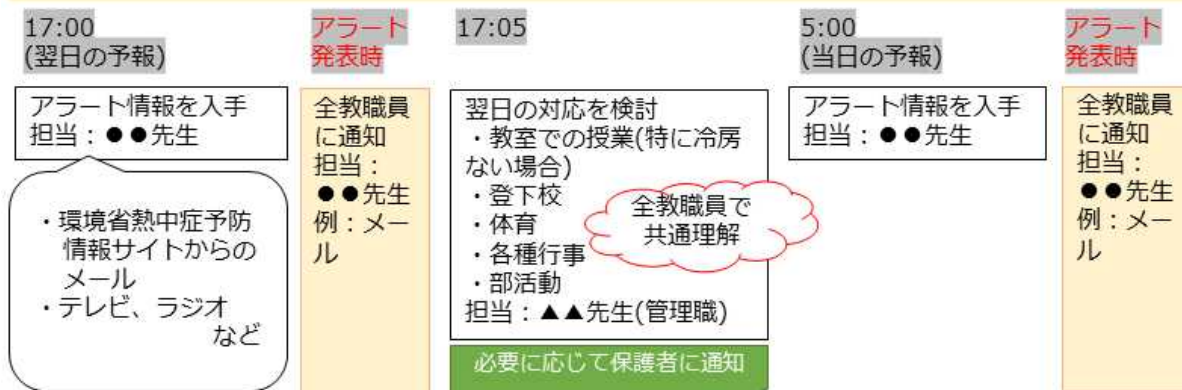 17:00
(翌日の予報)
アラート
発表時
17:05
5:00
(当日の予報)
アラート
発表時
アラート情報を入手
担当：●●先生
・環境省熱中症予防
情報サイトからの
メール
・テレビ、ラジオ
など
全教職員
に通知
担当：
●●先生
例：メー
ル
翌日の対応を検討
・教室での授業(特に冷房
ない場合)
・登下校
・体育
・各種行事
・部活動
担当：▲▲先生(管理職)
全教職員で
共通理解
必要に応じて保護者に通知
アラート情報を入手
担当：●●先生
全教職員
に通知
担当：
●●先生
例：メー
ル